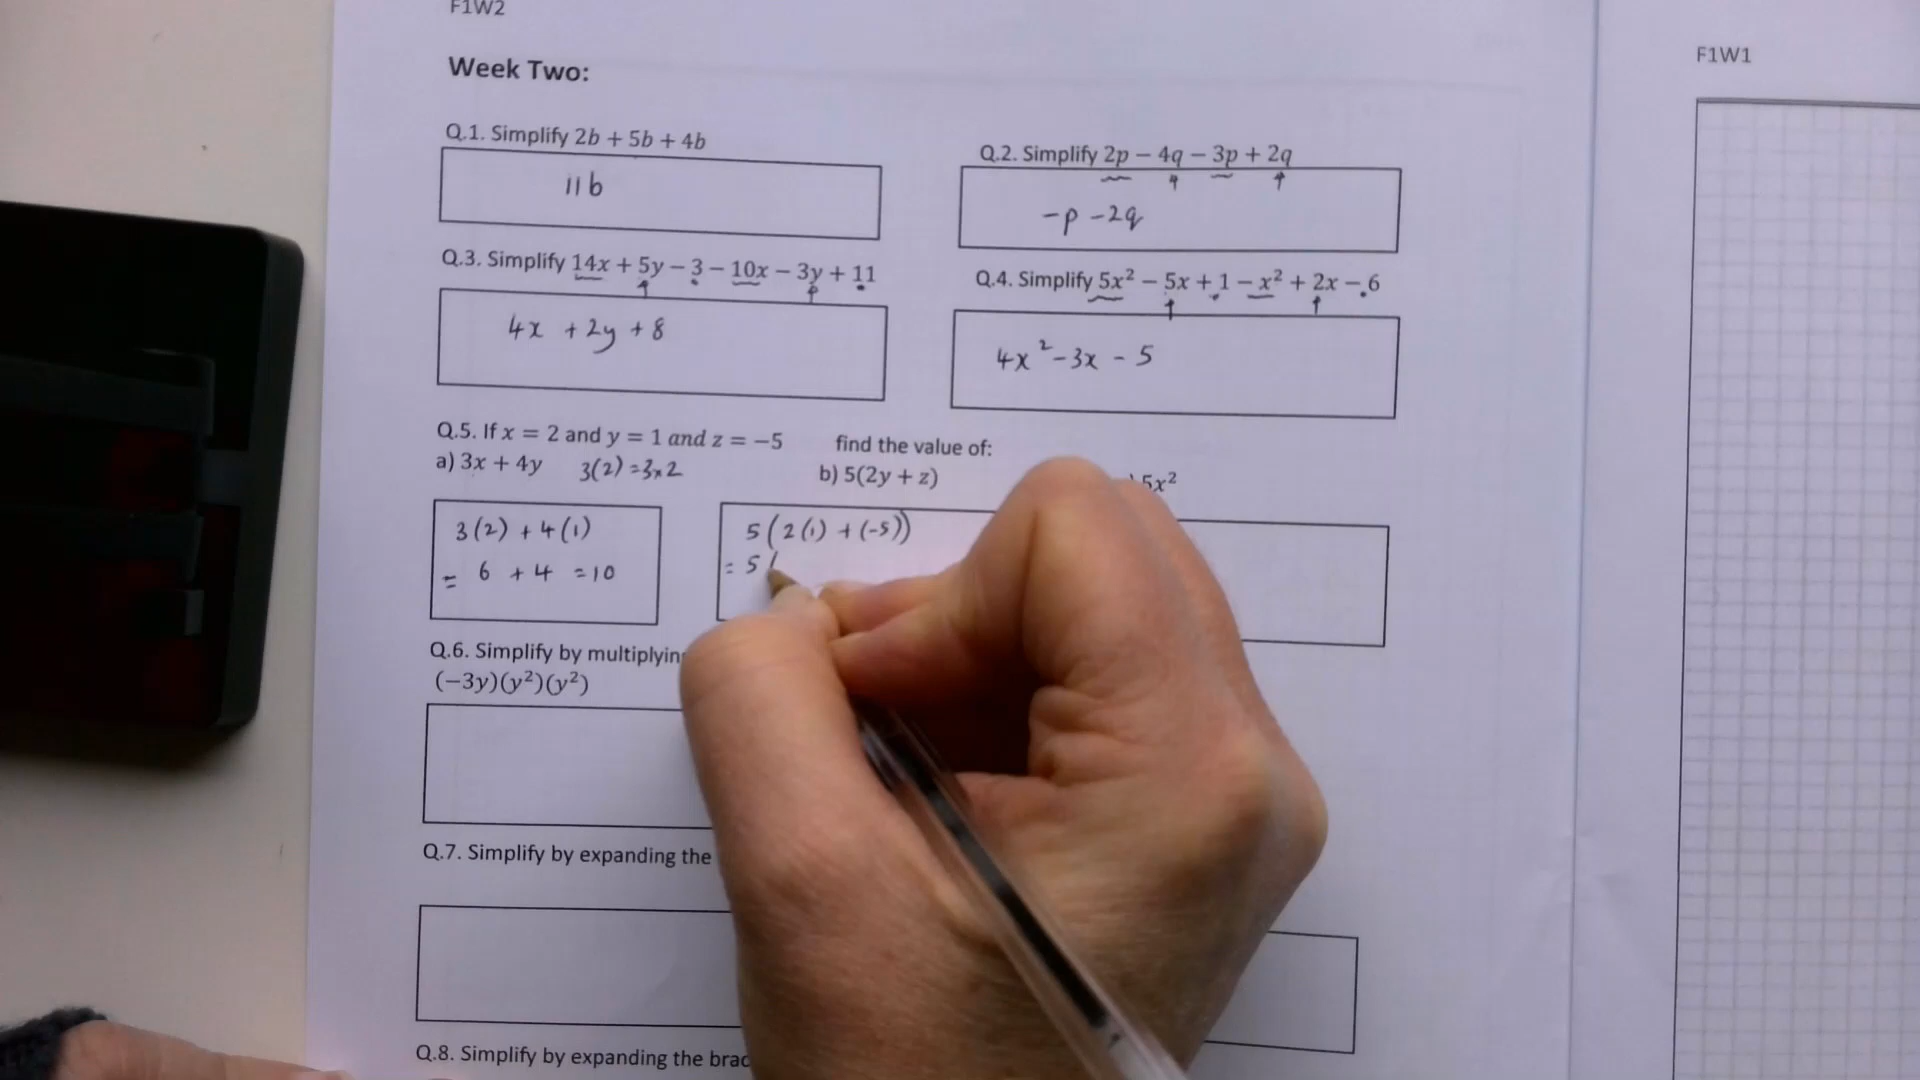 F1W2
F1W1
Week Two:
Q.1. Simplify 2b + 5b + 4b
11b
Q.2. Simplify 2p − 4q − 3p + 2q
-p -2q
Q.3. Simplify 14x + 5y − 3 − 10x − 3y + 11
4x +2y +8
Q.4. Simplify 5x² − 5x + 1 − x² + 2x − 6
4x² -3x - 5
Q.5. If x = 2 and y = 1 and z = −5 find the value of:
a) 3x + 4y 3(2) = 3×2
b) 5(2y + z)
5x²
3(2) + 4(1)
= 6 + 4 = 10
5(2(1) + (-5))
= 5(
Q.6. Simplify by
(−3y)(y²)(y²)
Q.7. Simplify by expanding the
Q.8. Simplify by expanding the